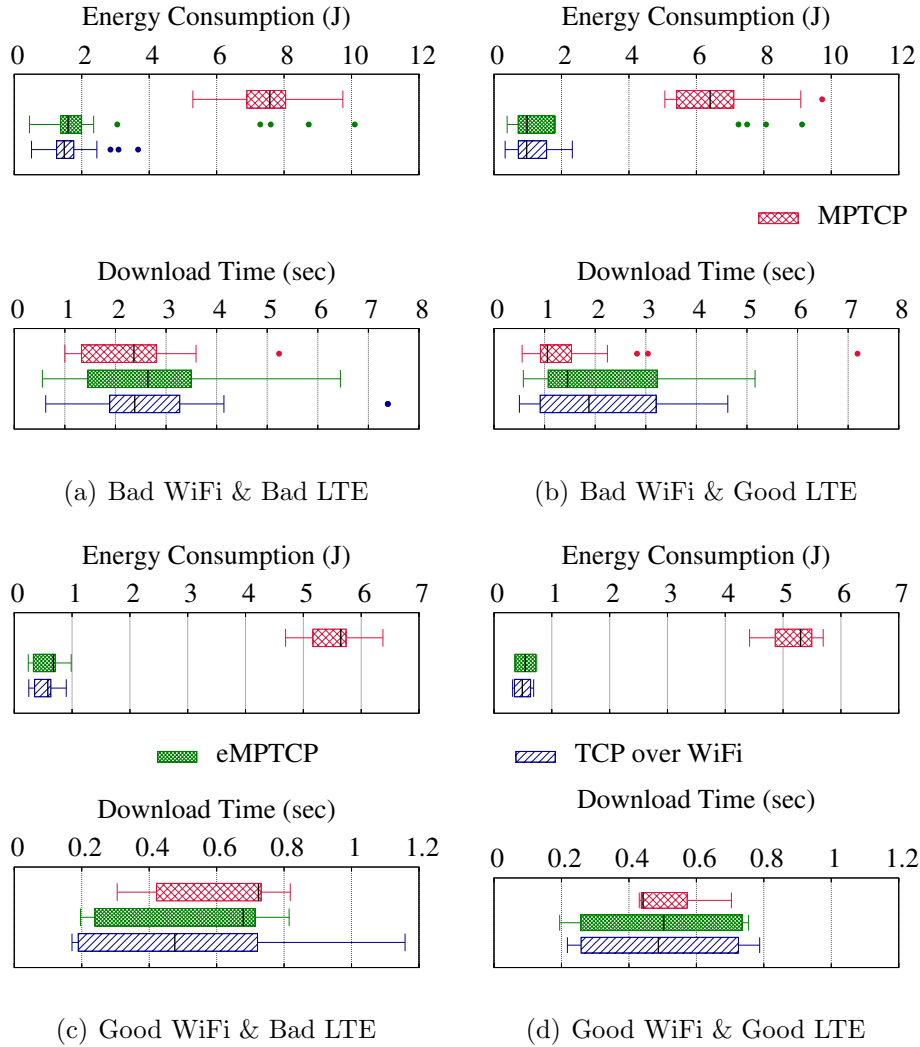 Energy Consumption (J) Energy Consumption (J)
0 2 4 6 8 10 12 0 2 4 6 8 10 12
MPTCP
Download Time (sec) Download Time (sec)
0 1 2 3 4 5 6 7 8 0 1 2 3 4 5 6 7 8
(a) Bad WiFi & Bad LTE (b) Bad WiFi & Good LTE
Energy Consumption (J) Energy Consumption (J)
0 1 2 3 4 5 6 7 0 1 2 3 4 5 6 7
eMPTCP TCP over WiFi
Download Time (sec) Download Time (sec)
0 0.2 0.4 0.6 0.8 1 1.2 0 0.2 0.4 0.6 0.8 1 1.2
(c) Good WiFi & Bad LTE (d) Good WiFi & Good LTE